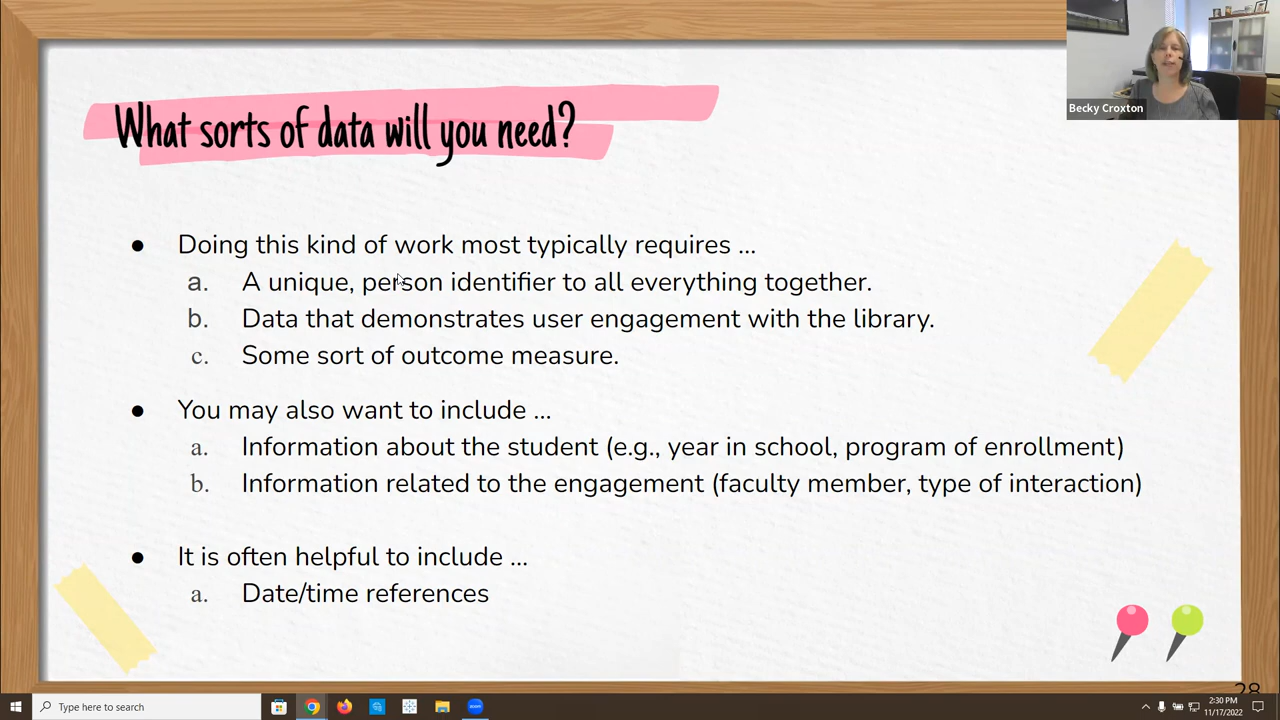 Becky Croxton
What sorts of data will you need?
● Doing this kind of work most typically requires ...
a. A unique, person identifier to all everything together.
b. Data that demonstrates user engagement with the library.
c. Some sort of outcome measure.
● You may also want to include ...
a. Information about the student (e.g., year in school, program of enrollment)
b. Information related to the engagement (faculty member, type of interaction)
● It is often helpful to include ...
a. Date/time references
28
Type here to search
2:30 PM
11/17/2022